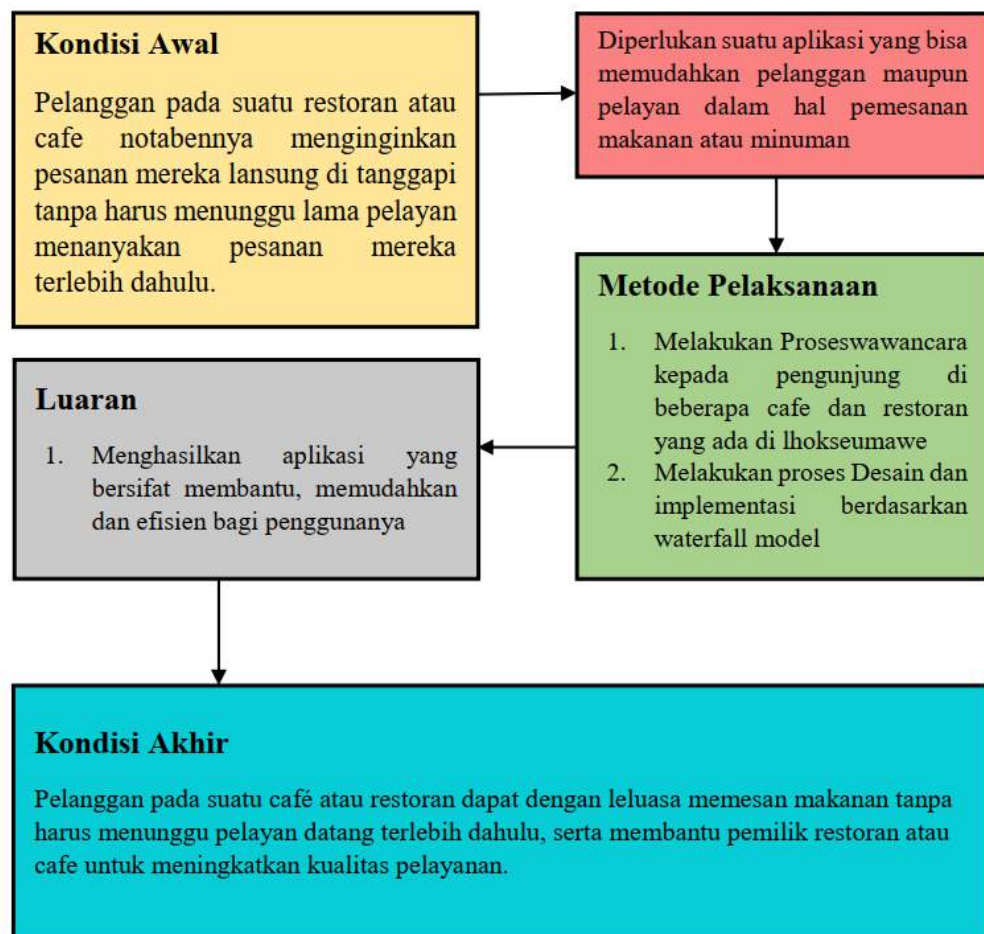 Kondisi Awal
Pelanggan pada suatu restoran atau
cafe notabennya menginginkan
pesanan mereka lansung di tanggapi
tanpa harus menunggu lama pelayan
menanyakan pesanan mereka
terlebih dahulu.
Diperlukan suatu aplikasi yang bisa
memudahkan pelanggan maupun
pelayan dalam hal pemesanan
makanan atau minuman
Metode Pelaksanaan
1. Melakukan Proseswawancara
kepada pengunjung di
beberapa cafe dan restoran
yang ada di lhokseumawe
2. Melakukan proses Desain dan
implementasi berdasarkan
waterfall model
Luaran
1. Menghasilkan aplikasi yang
bersifat membantu, memudahkan
dan efisien bagi penggunanya
Kondisi Akhir
Pelanggan pada suatu café atau restoran dapat dengan leluasa memesan makanan tanpa
harus menunggu pelayan datang terlebih dahulu, serta membantu pemilik restoran atau
cafe untuk meningkatkan kualitas pelayanan.